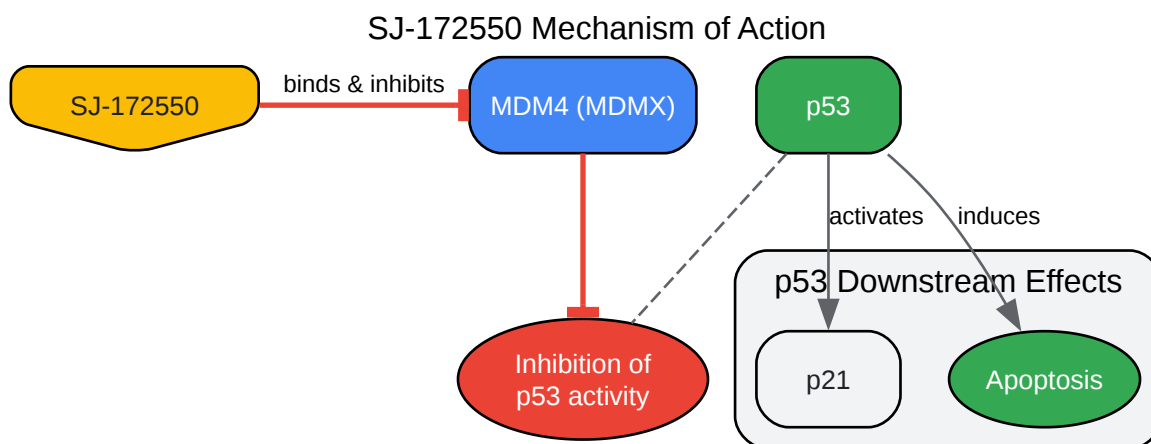 SJ-172550 Mechanism of Action
SJ-172550
binds & inhibits
MDM4 (MDMX)
p53
activates
induces
p53 Downstream Effects
Inhibition of
p53 activity
p21
Apoptosis